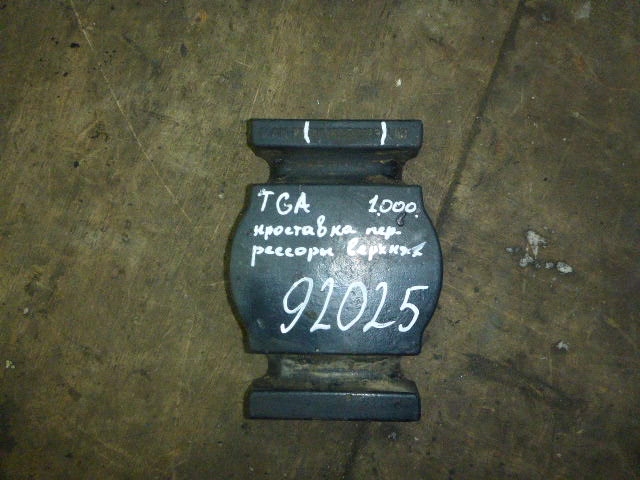 TGA 1.000.
проставка пер.
рессоры верхняя
92025